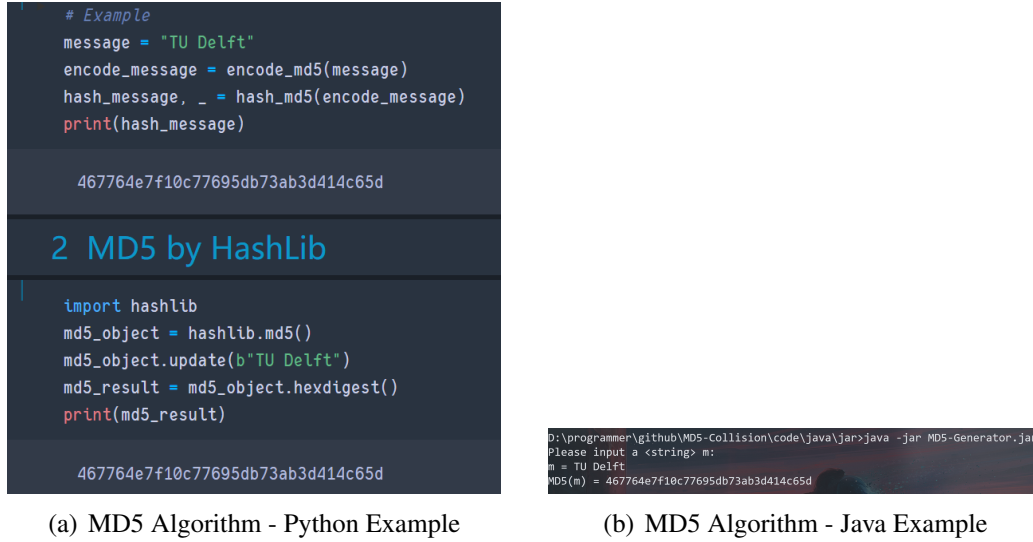 # Example
message = "TU Delft"
encode_message = encode_md5(message)
hash_message, _ = hash_md5(encode_message)
print(hash_message)
467764e7f10c77695db73ab3d414c65d
2 MD5 by HashLib
import hashlib
md5_object = hashlib.md5()
md5_object.update(b"TU Delft")
md5_result = md5_object.hexdigest()
print(md5_result)
467764e7f10c77695db73ab3d414c65d
(a) MD5 Algorithm - Python Example
D:\programmer\github\MD5-Collision\code\java\jar>java -jar MD5-Generator.jar
Please input a <string> m:
m = TU Delft
MD5(m) = 467764e7f10c77695db73ab3d414c65d
(b) MD5 Algorithm - Java Example